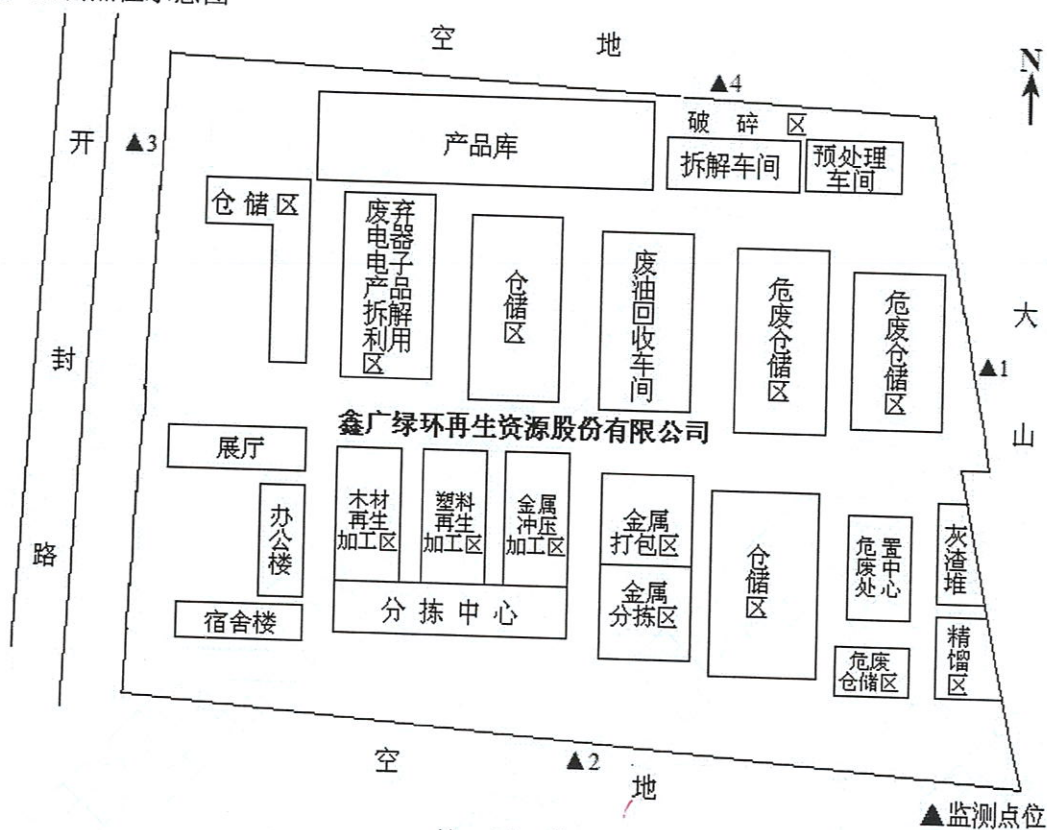 空 地
N
▲4
开
▲3
破 碎 区
产品库
拆解车间
预处理
车间
仓 储 区
废弃
电器
电子
产品
拆解
利用
区
仓
储
区
废
油
回
收
车
间
危
废
仓
储
区
危
废
仓
储
区
大
封
▲1
鑫广绿环再生资源股份有限公司
山
展厅
木材
再生
加工区
塑料
再生
加工区
金属
冲压
加工区
金属
打包区
办
公
楼
仓
储
区
危废处
置中心
灰
渣
堆
路
分 拣 中 心
金属
分拣区
宿舍楼
危废
仓储区
精
馏
区
空
▲2
地
▲监测点位